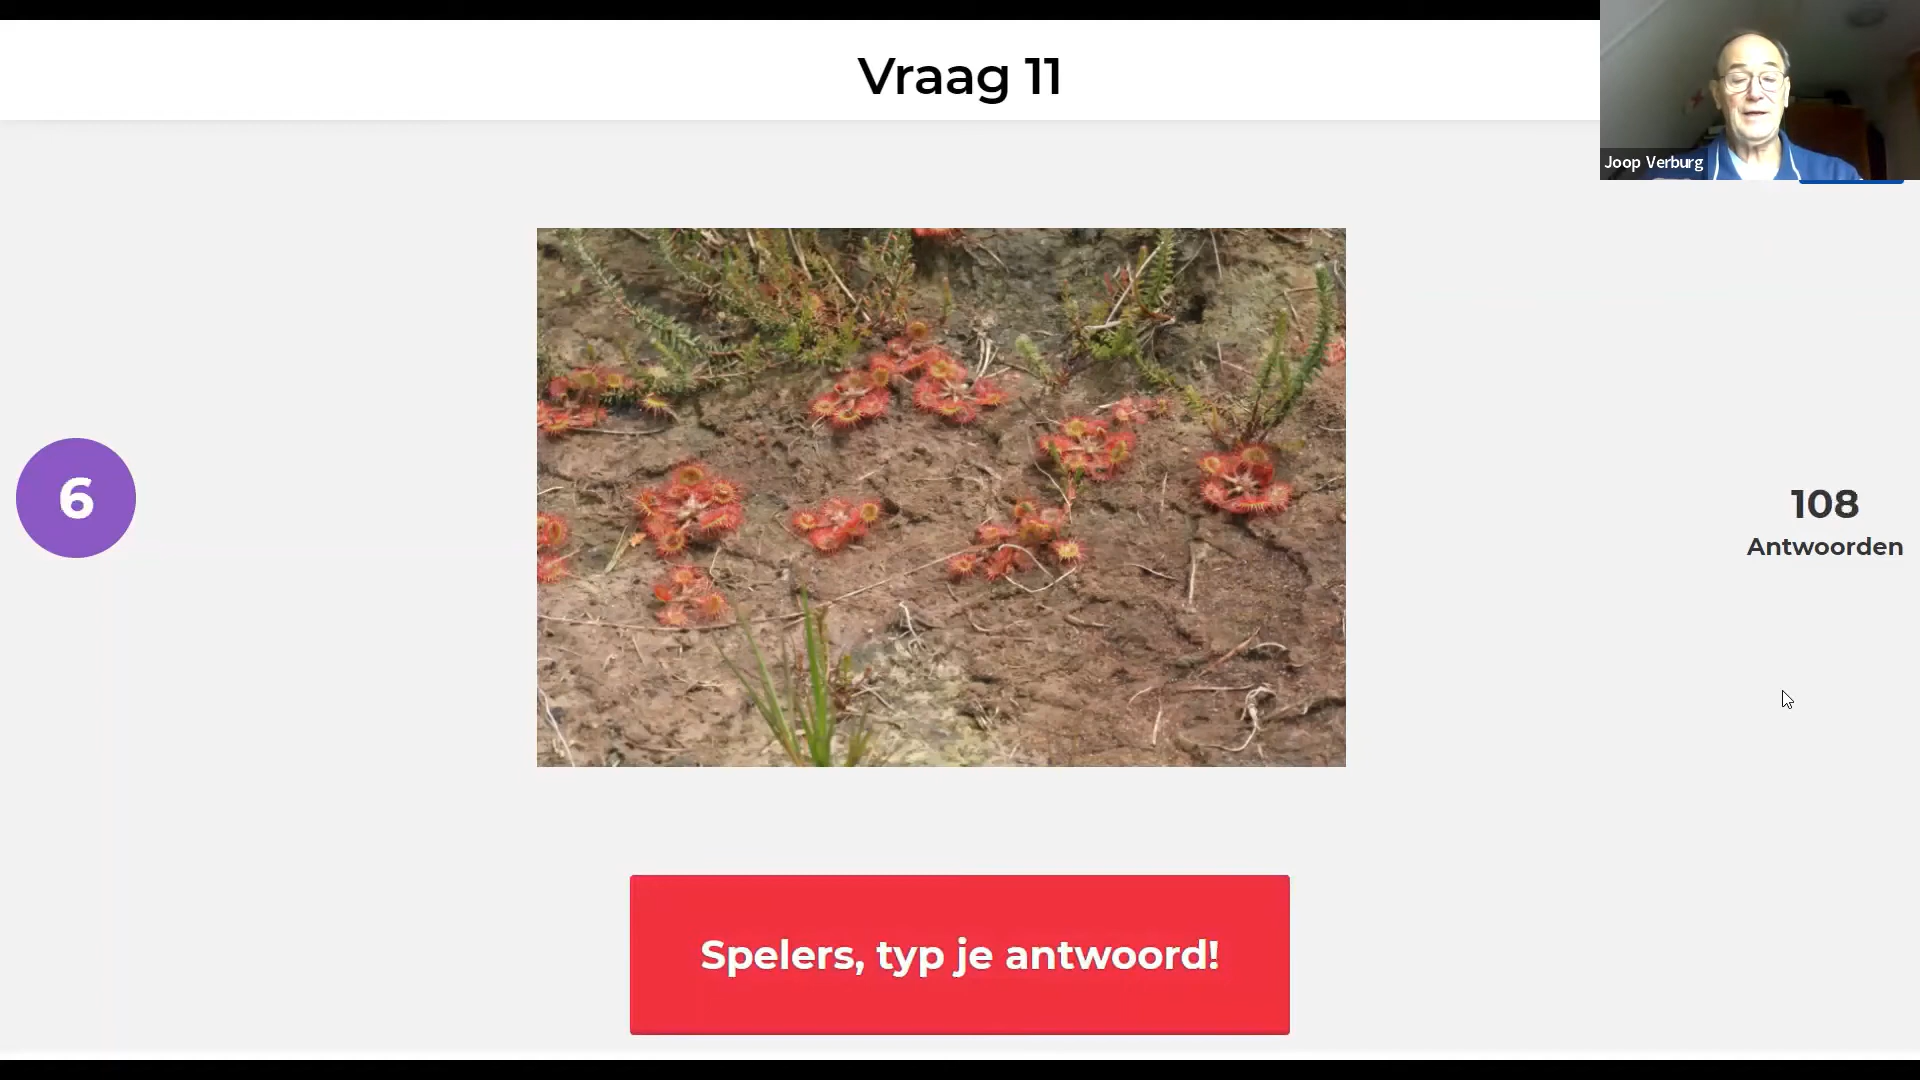 Vraag 11
Joop Verburg
6
108
Antwoorden
Spelers, typ je antwoord!